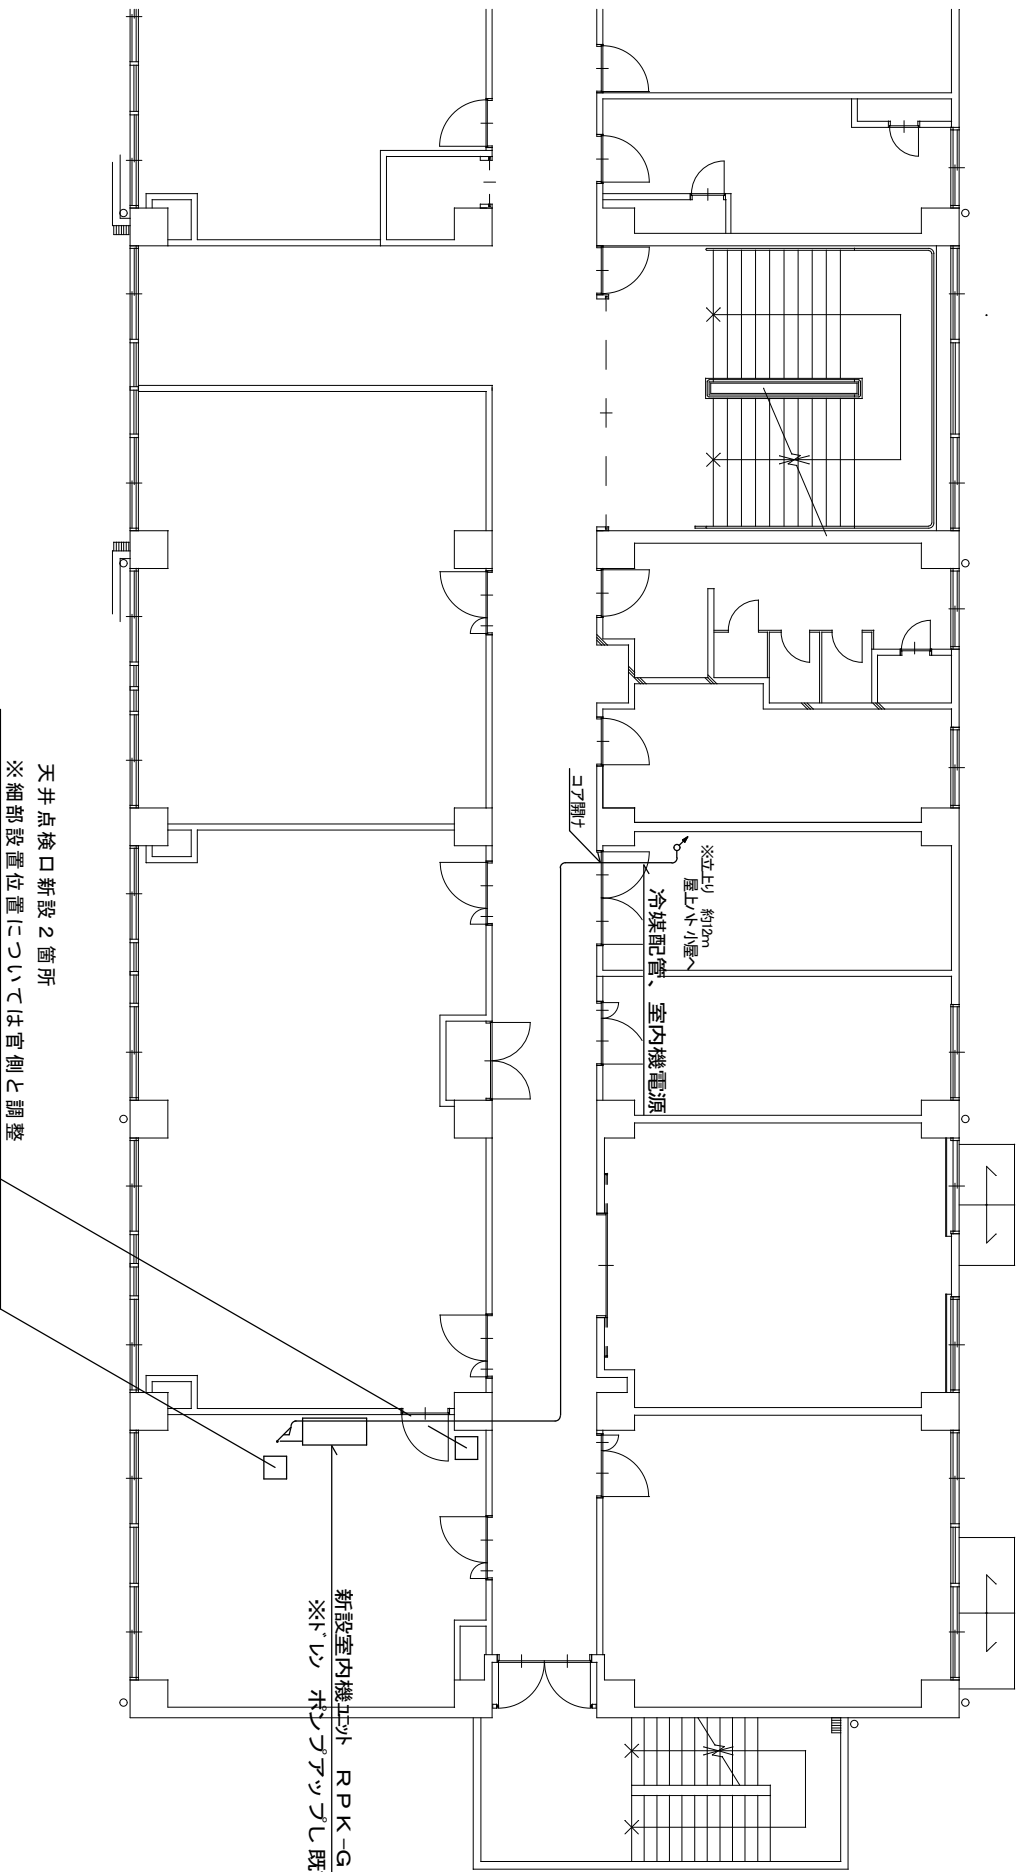 天井点検口新設2箇所
※細部設置位置については官側と調整
コア開け
※立上り 約12m
屋上ハト小屋へ
冷媒配管、室内機電源
新設室内機ユニット RPK-G
※ドレン ポンプアップし既